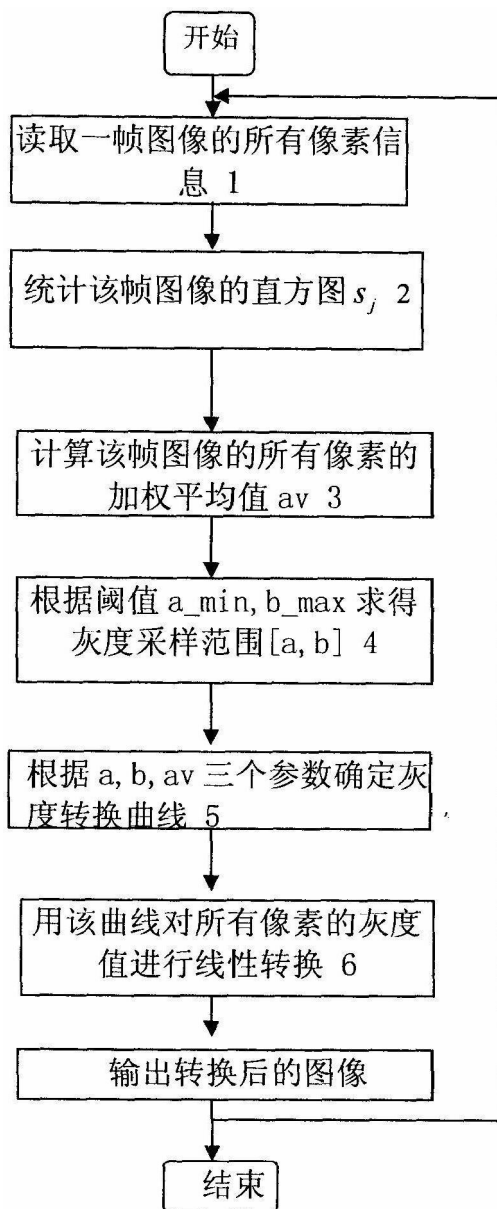 开始
读取一帧图像的所有像素信
息 1
统计该帧图像的直方图 s_j 2
计算该帧图像的所有像素的
加权平均值 av 3
根据阈值 a_min, b_max 求得
灰度采样范围[a, b] 4
根据 a, b, av 三个参数确定灰
度转换曲线 5
用该曲线对所有像素的灰度
值进行线性转换 6
输出转换后的图像
结束